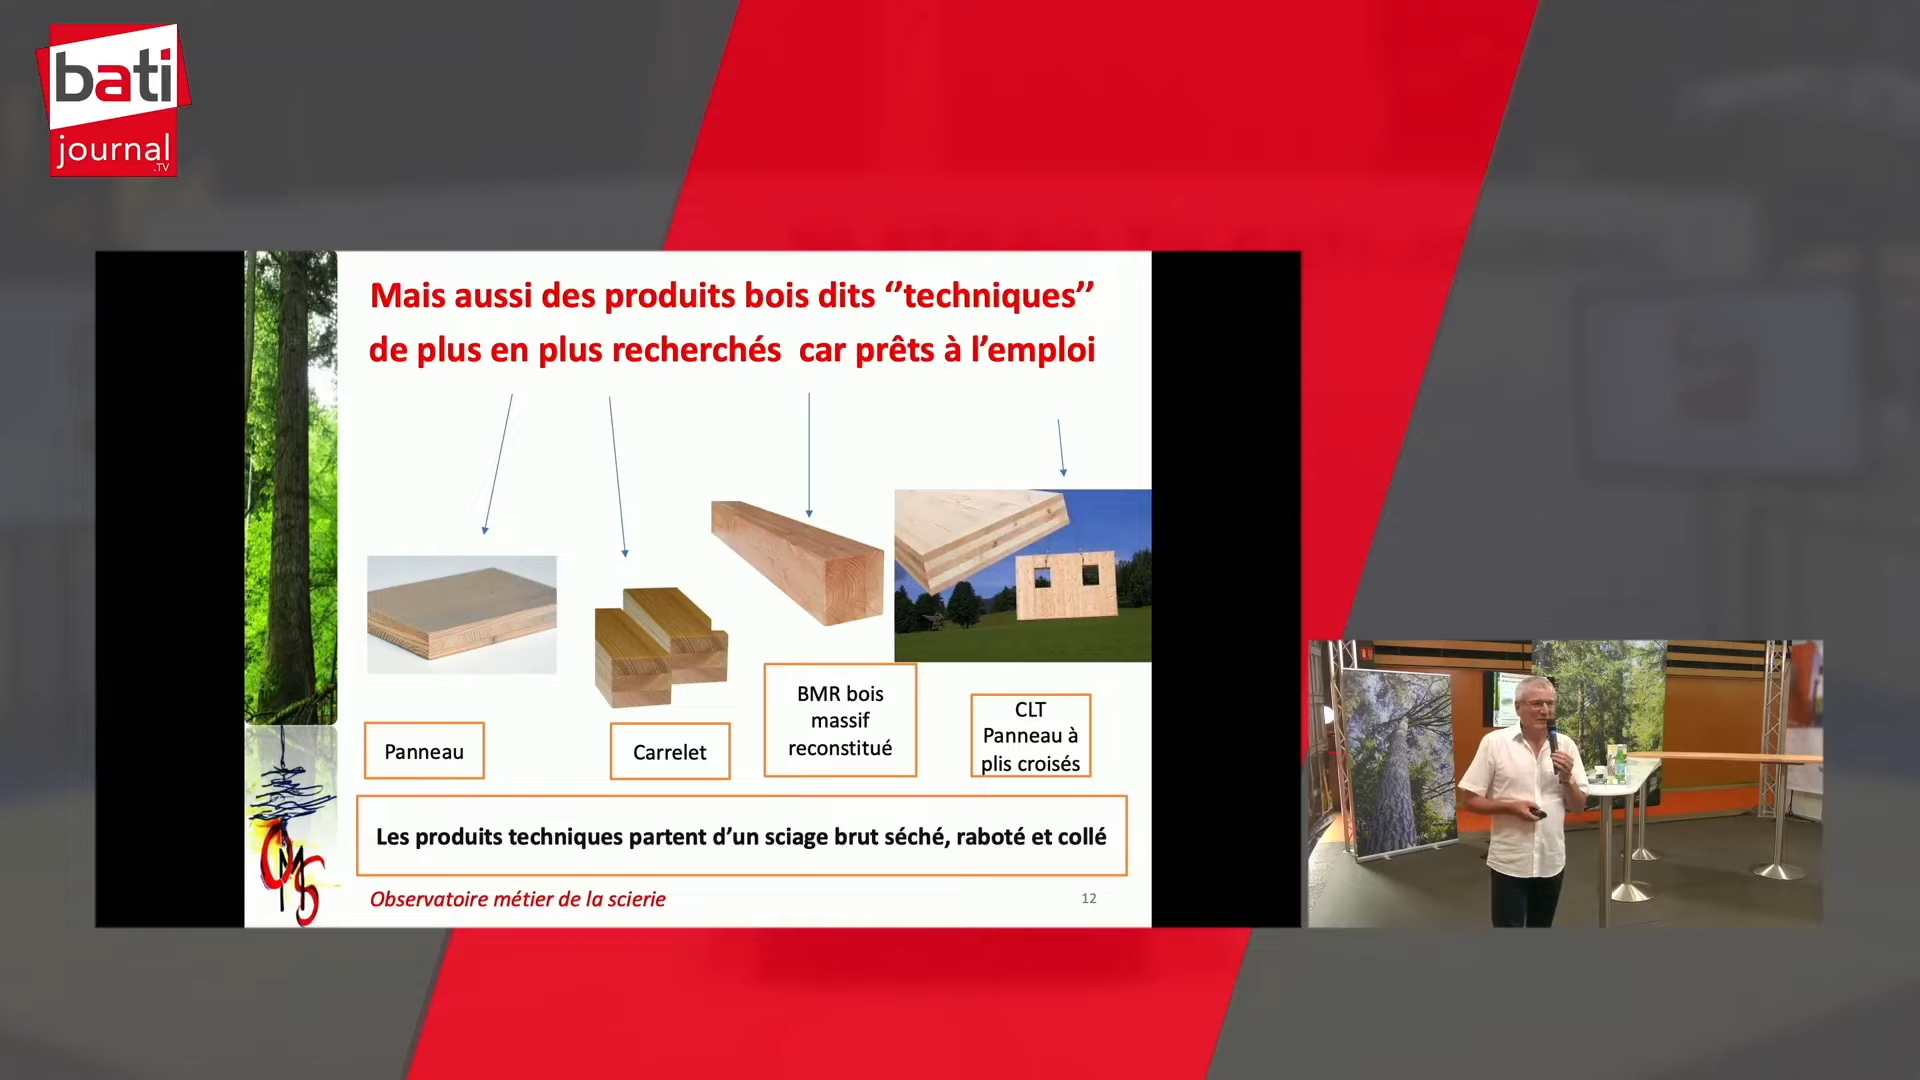 bati
journal
.TV
Mais aussi des produits bois dits ‘’techniques’’
de plus en plus recherchés car prêts à l’emploi
Panneau
Carrelet
BMR bois
massif
reconstitué
CLT
Panneau à
plis croisés
Les produits techniques partent d’un sciage brut séché, raboté et collé
OMS
Observatoire métier de la scierie
12